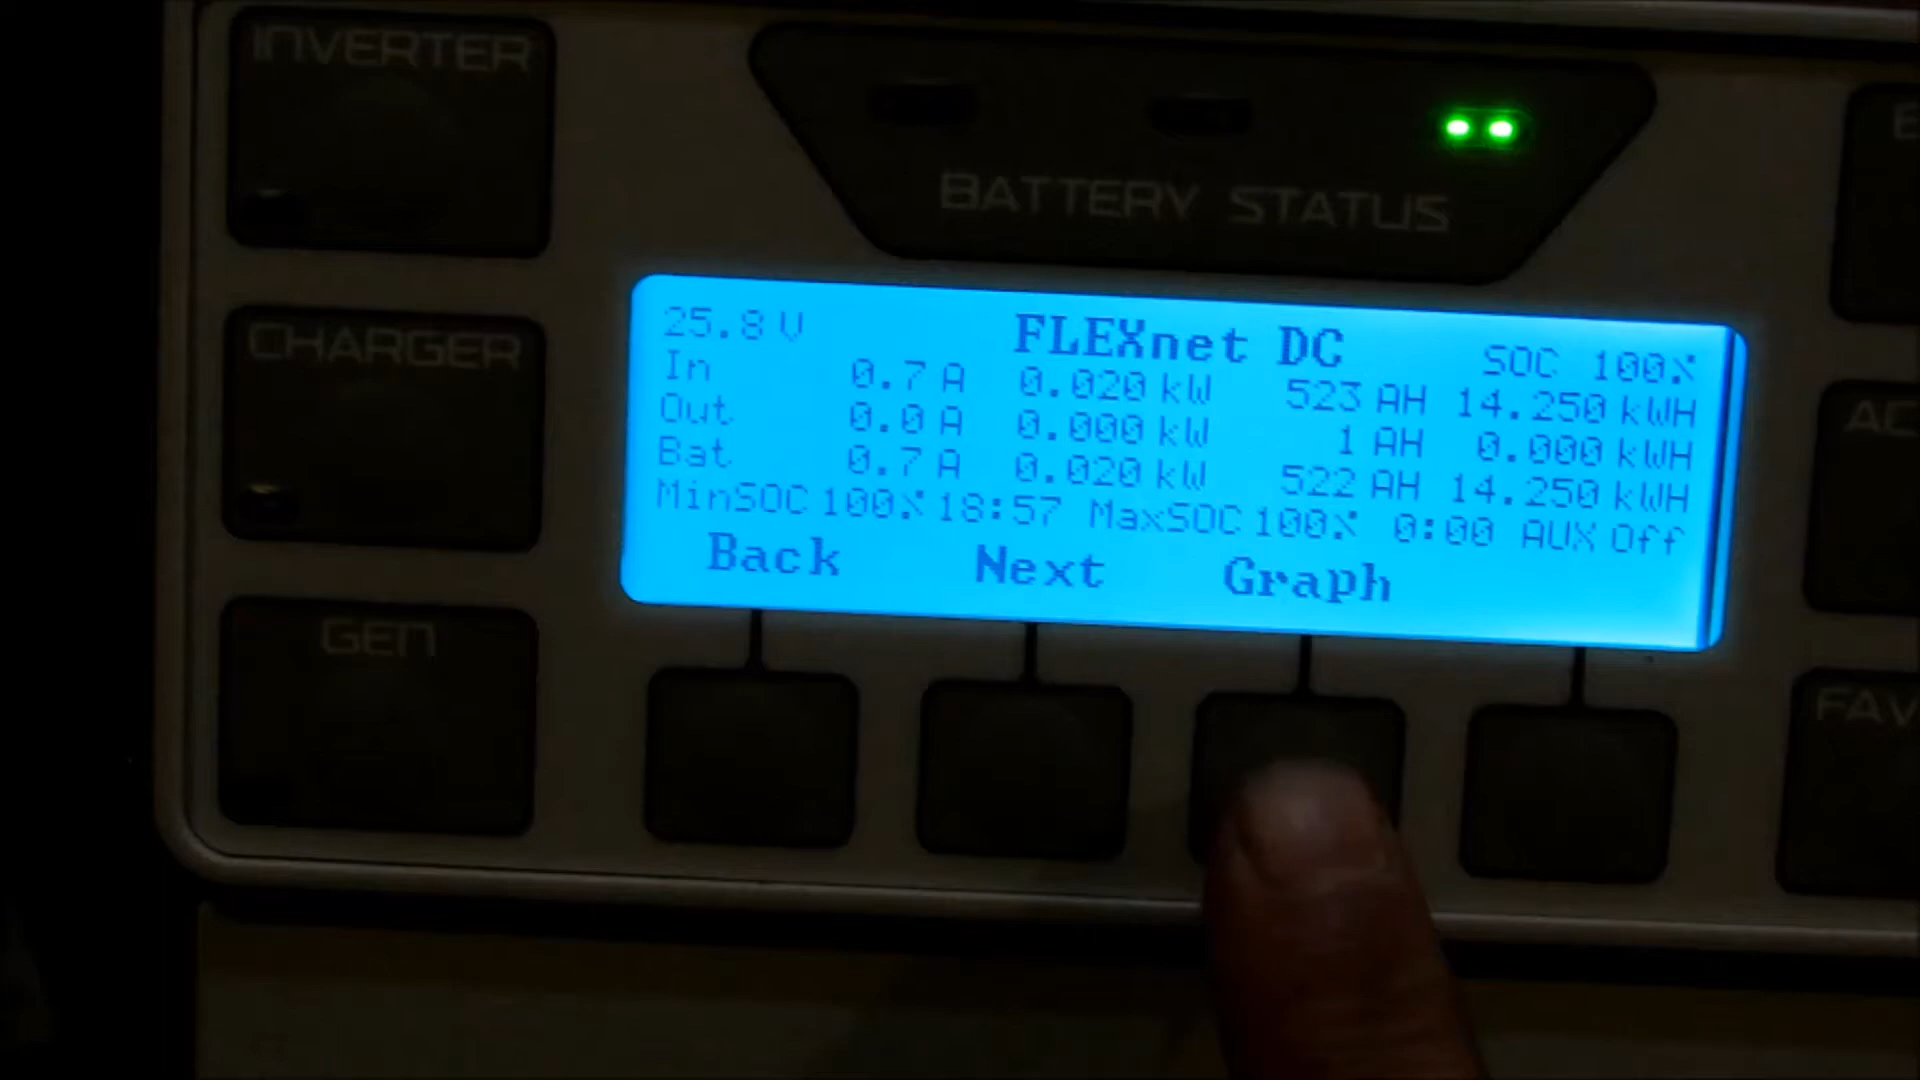 INVERTER
BATTERY STATUS
CHARGER
GEN
25.8 V FLEXnet DC SOC 100%
In 0.7 A 0.020 kW 523 AH 14.250 kWH
Out 0.0 A 0.000 kW 1 AH 0.000 kWH
Bat 0.7 A 0.020 kW 522 AH 14.250 kWH
MinSOC 100% 18:57 MaxSOC 100% 0:00 AUX Off
Back Next Graph
AC
FAV